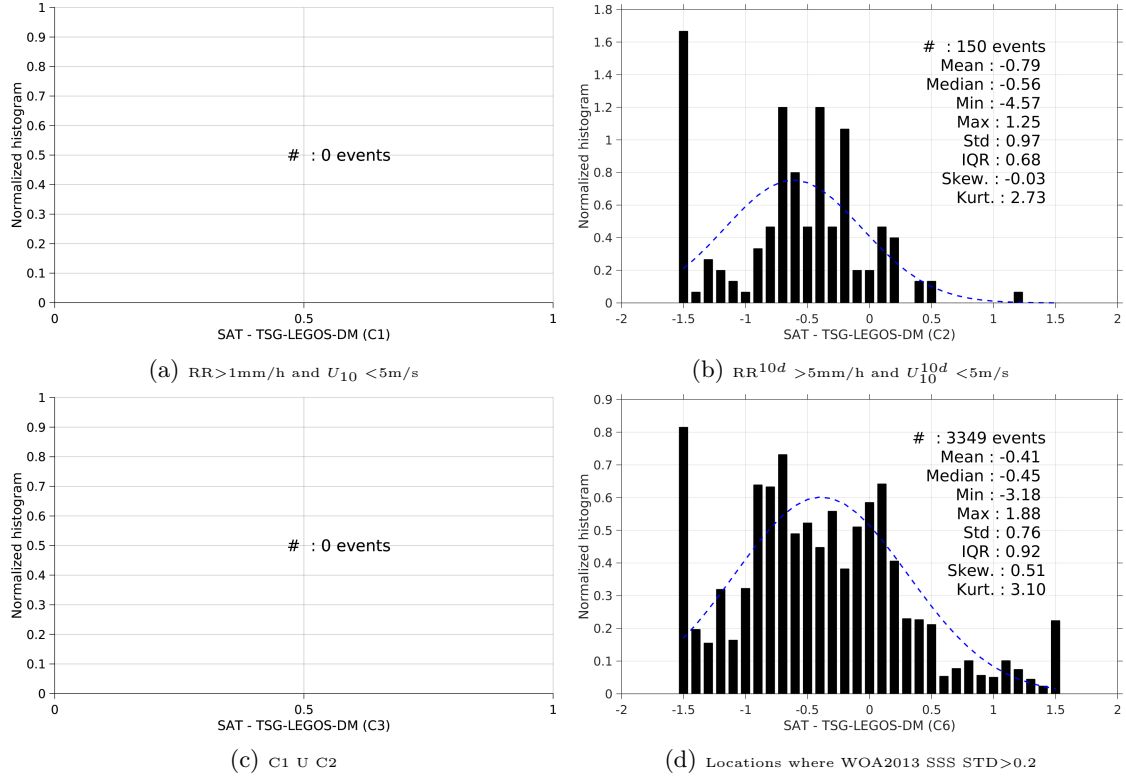 Normalized histogram
1
0.9
0.8
0.7
0.6
0.5
0.4
0.3
0.2
0.1
0
# : 0 events
0 0.5 1
SAT - TSG-LEGOS-DM (C1)
(a) RR>1mm/h and U10 <5m/s
Normalized histogram
1.8
1.6
1.4
1.2
1.0
0.8
0.6
0.4
0.2
0
# : 150 events
Mean : -0.79
Median : -0.56
Min : -4.57
Max : 1.25
Std : 0.97
IQR : 0.68
Skew. : -0.03
Kurt. : 2.73
-2 -1.5 -1 -0.5 0 0.5 1 1.5 2
SAT - TSG-LEGOS-DM (C2)
(b) RR10d >5mm/h and U10d10 <5m/s
Normalized histogram
1
0.9
0.8
0.7
0.6
0.5
0.4
0.3
0.2
0.1
0
# : 0 events
0 0.5 1
SAT - TSG-LEGOS-DM (C3)
(c) C1 U C2
Normalized histogram
0.9
0.8
0.7
0.6
0.5
0.4
0.3
0.2
0.1
0
# : 3349 events
Mean : -0.41
Median : -0.45
Min : -3.18
Max : 1.88
Std : 0.76
IQR : 0.92
Skew. : 0.51
Kurt. : 3.10
-2 -1.5 -1 -0.5 0 0.5 1 1.5 2
SAT - TSG-LEGOS-DM (C6)
(d) Locations where WOA2013 SSS STD>0.2